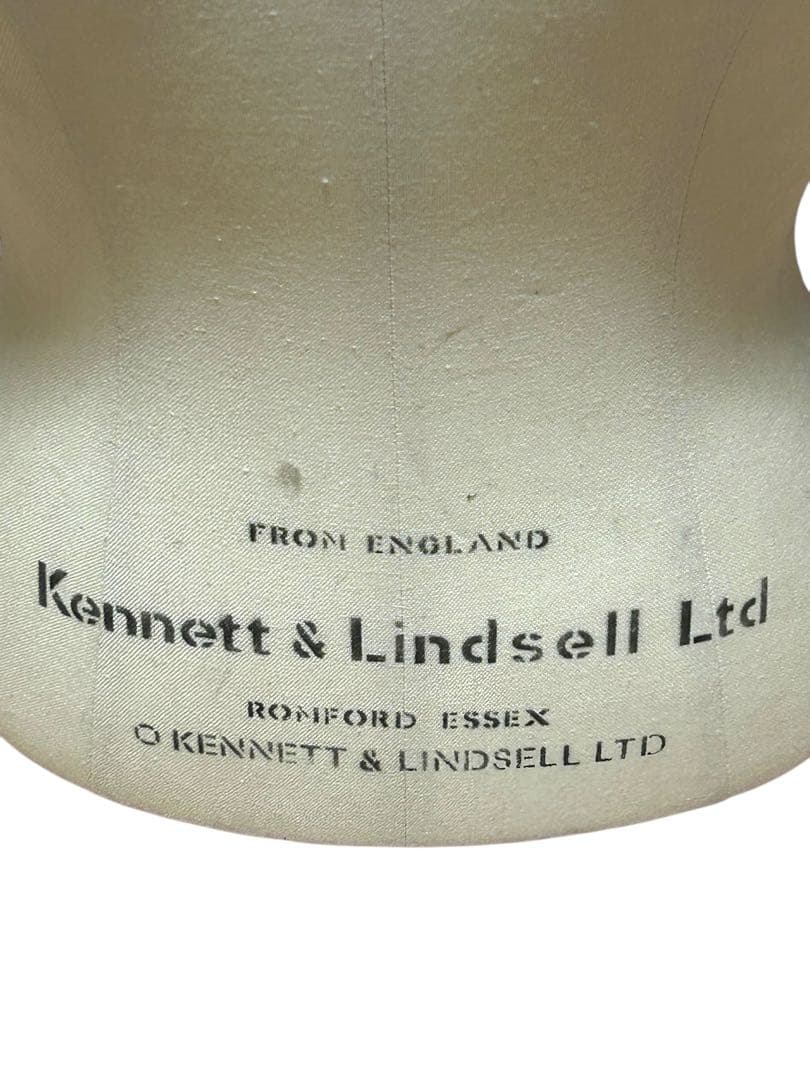 FROM ENGLAND
Kennett & Lindsell Ltd
ROMFORD ESSEX
© KENNETT & LINDSELL LTD